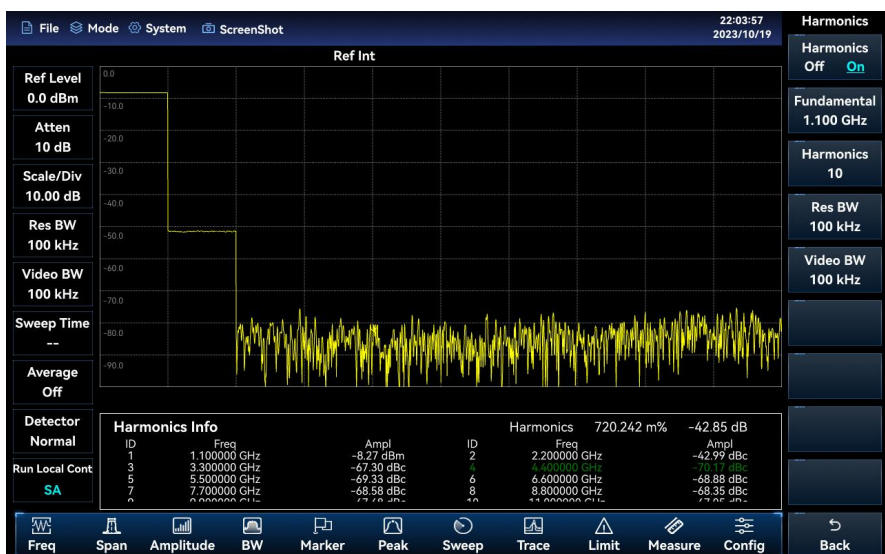 File Mode System ScreenShot
22:03:57
2023/10/19
Ref Int
Ref Level
0.0 dBm
Atten
10 dB
Scale/Div
10.00 dB
Res BW
100 kHz
Video BW
100 kHz
Sweep Time
--
Average
Off
Detector
Normal
Run Local Cont
SA
0.0
-10.0
-20.0
-30.0
-40.0
-50.0
-60.0
-70.0
-80.0
-90.0
Harmonics Info Harmonics 720.242 m% -42.85 dB
ID Freq Ampl ID Freq Ampl
1 1.100000 GHz -8.27 dBm 2 2.200000 GHz -42.99 dBc
3 3.300000 GHz -67.30 dBc 4 4.400000 GHz -70.17 dBc
5 5.500000 GHz -69.33 dBc 6 6.600000 GHz -68.88 dBc
7 7.700000 GHz -68.58 dBc 8 8.800000 GHz -68.35 dBc
Harmonics
Harmonics
Off On
Fundamental
1.100 GHz
Harmonics
10
Res BW
100 kHz
Video BW
100 kHz
Freq Span Amplitude BW Marker Peak Sweep Trace Limit Measure Config Back